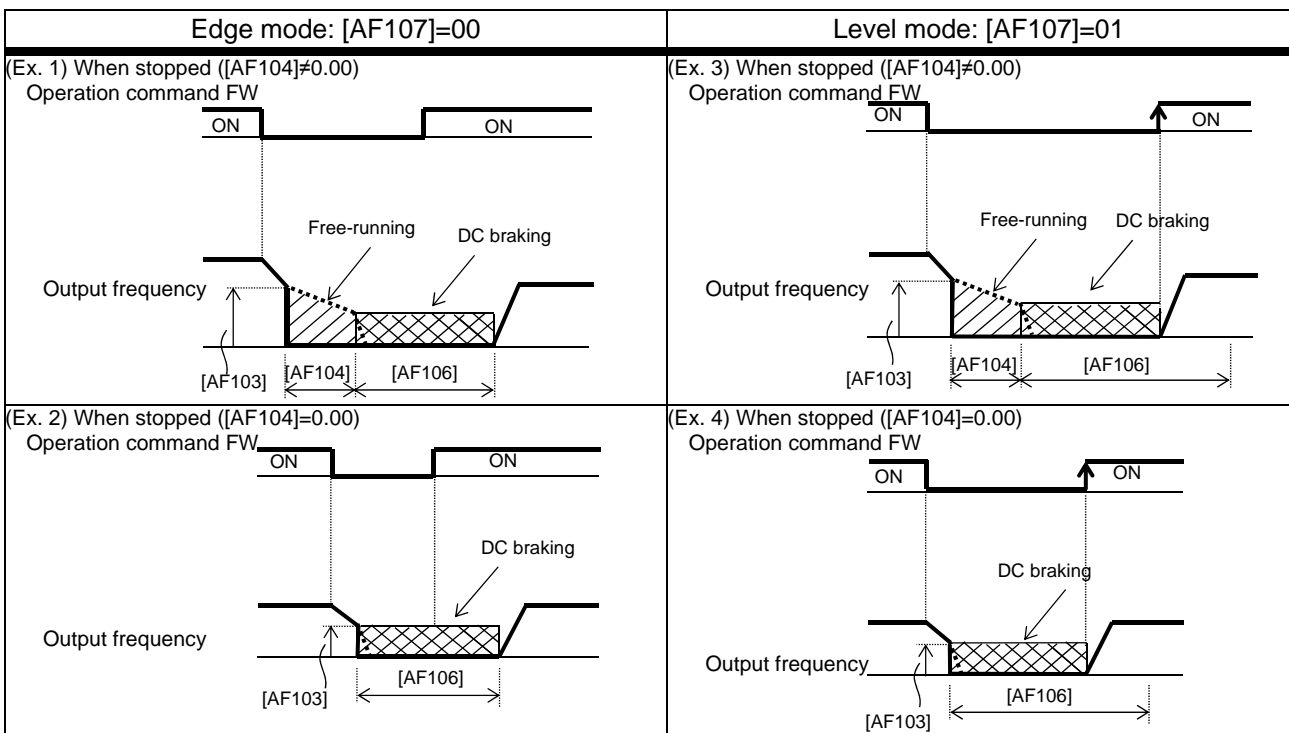 Edge mode: [AF107]=00
Level mode: [AF107]=01
(Ex. 1) When stopped ([AF104]≠0.00)
Operation command FW
ON
ON
Free-running
DC braking
Output frequency
[AF103]
[AF104]
[AF106]
(Ex. 3) When stopped ([AF104]≠0.00)
Operation command FW
ON
ON
Free-running
DC braking
Output frequency
[AF103]
[AF104]
[AF106]
(Ex. 2) When stopped ([AF104]=0.00)
Operation command FW
ON
ON
DC braking
Output frequency
[AF103]
[AF106]
(Ex. 4) When stopped ([AF104]=0.00)
Operation command FW
ON
ON
DC braking
Output frequency
[AF103]
[AF106]